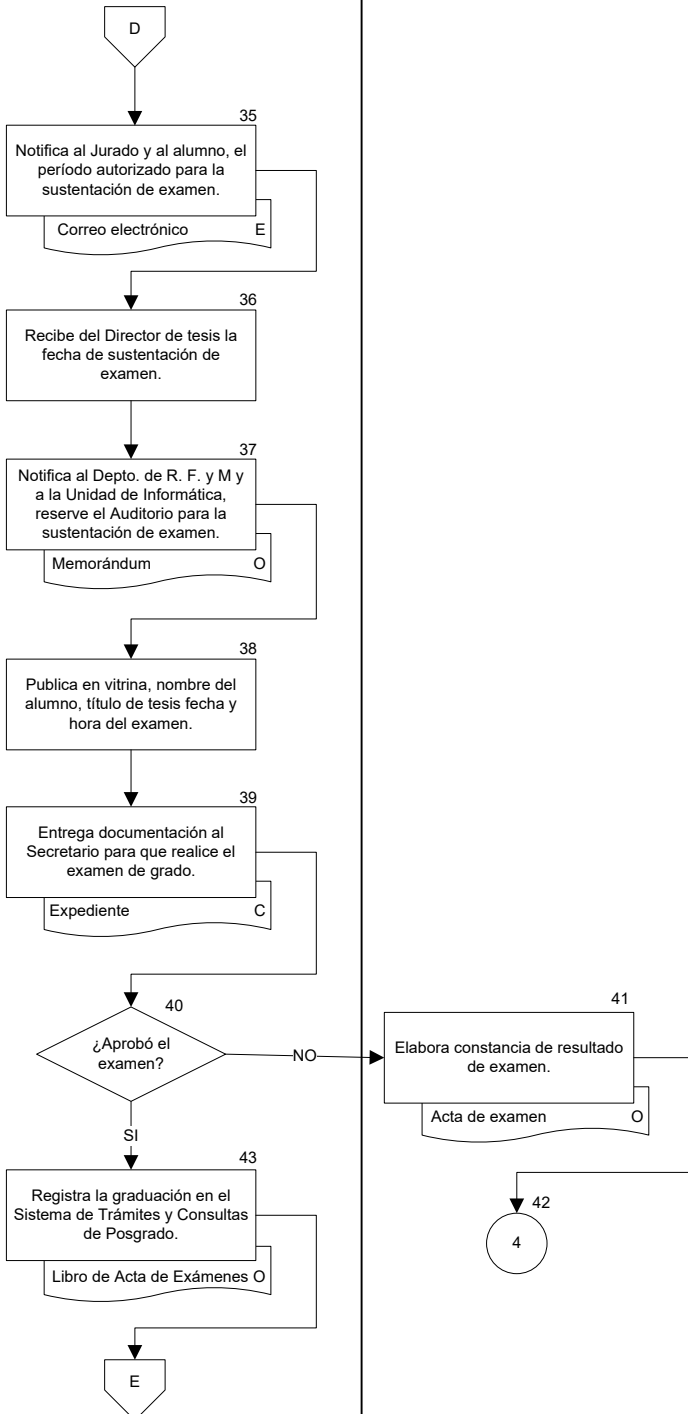 D
35
Notifica al Jurado y al alumno, el
período autorizado para la
sustentación de examen.
Correo electrónico E
36
Recibe del Director de tesis la
fecha de sustentación de
examen.
37
Notifica al Depto. de R. F. y M y
a la Unidad de Informática,
reserve el Auditorio para la
sustentación de examen.
Memorándum O
38
Publica en vitrina, nombre del
alumno, título de tesis fecha y
hora del examen.
39
Entrega documentación al
Secretario para que realice el
examen de grado.
Expediente C
40
¿Aprobó el
examen?
NO
41
Elabora constancia de resultado
de examen.
Acta de examen O
42
4
SI
43
Registra la graduación en el
Sistema de Trámites y Consultas
de Posgrado.
Libro de Acta de Exámenes O
E